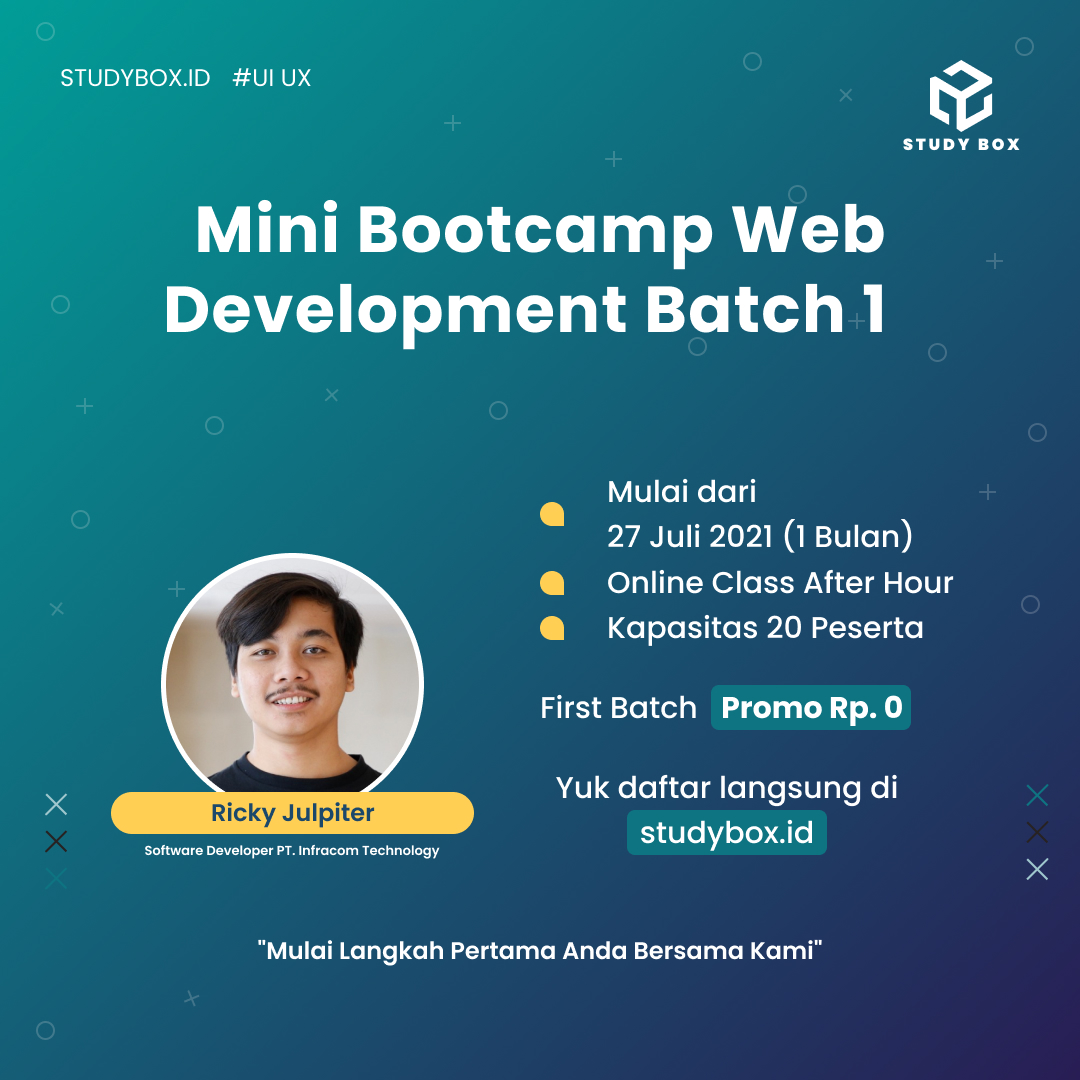 STUDYBOX.ID #UI UX
STUDY BOX
Mini Bootcamp Web
Development Batch 1
Mulai dari
27 Juli 2021 (1 Bulan)
Online Class After Hour
Kapasitas 20 Peserta
First Batch Promo Rp. 0
Yuk daftar langsung di
studybox.id
Ricky Julpiter
Software Developer PT. Infracom Technology
"Mulai Langkah Pertama Anda Bersama Kami"